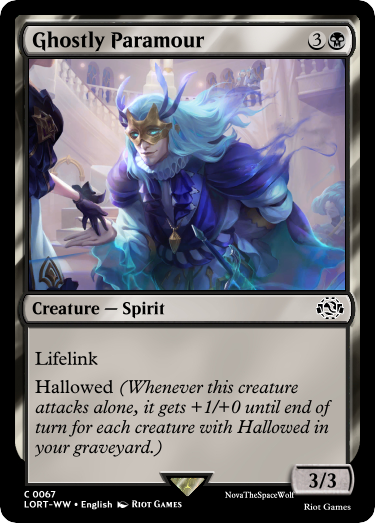 Ghostly Paramour 3
Creature — Spirit
Lifelink
Hallowed (Whenever this creature
attacks alone, it gets +1/+0 until end of
turn for each creature with Hallowed in
your graveyard.)
3/3
C 0067
LORT-WW • English Riot Games
NovaTheSpaceWolf
Riot Games